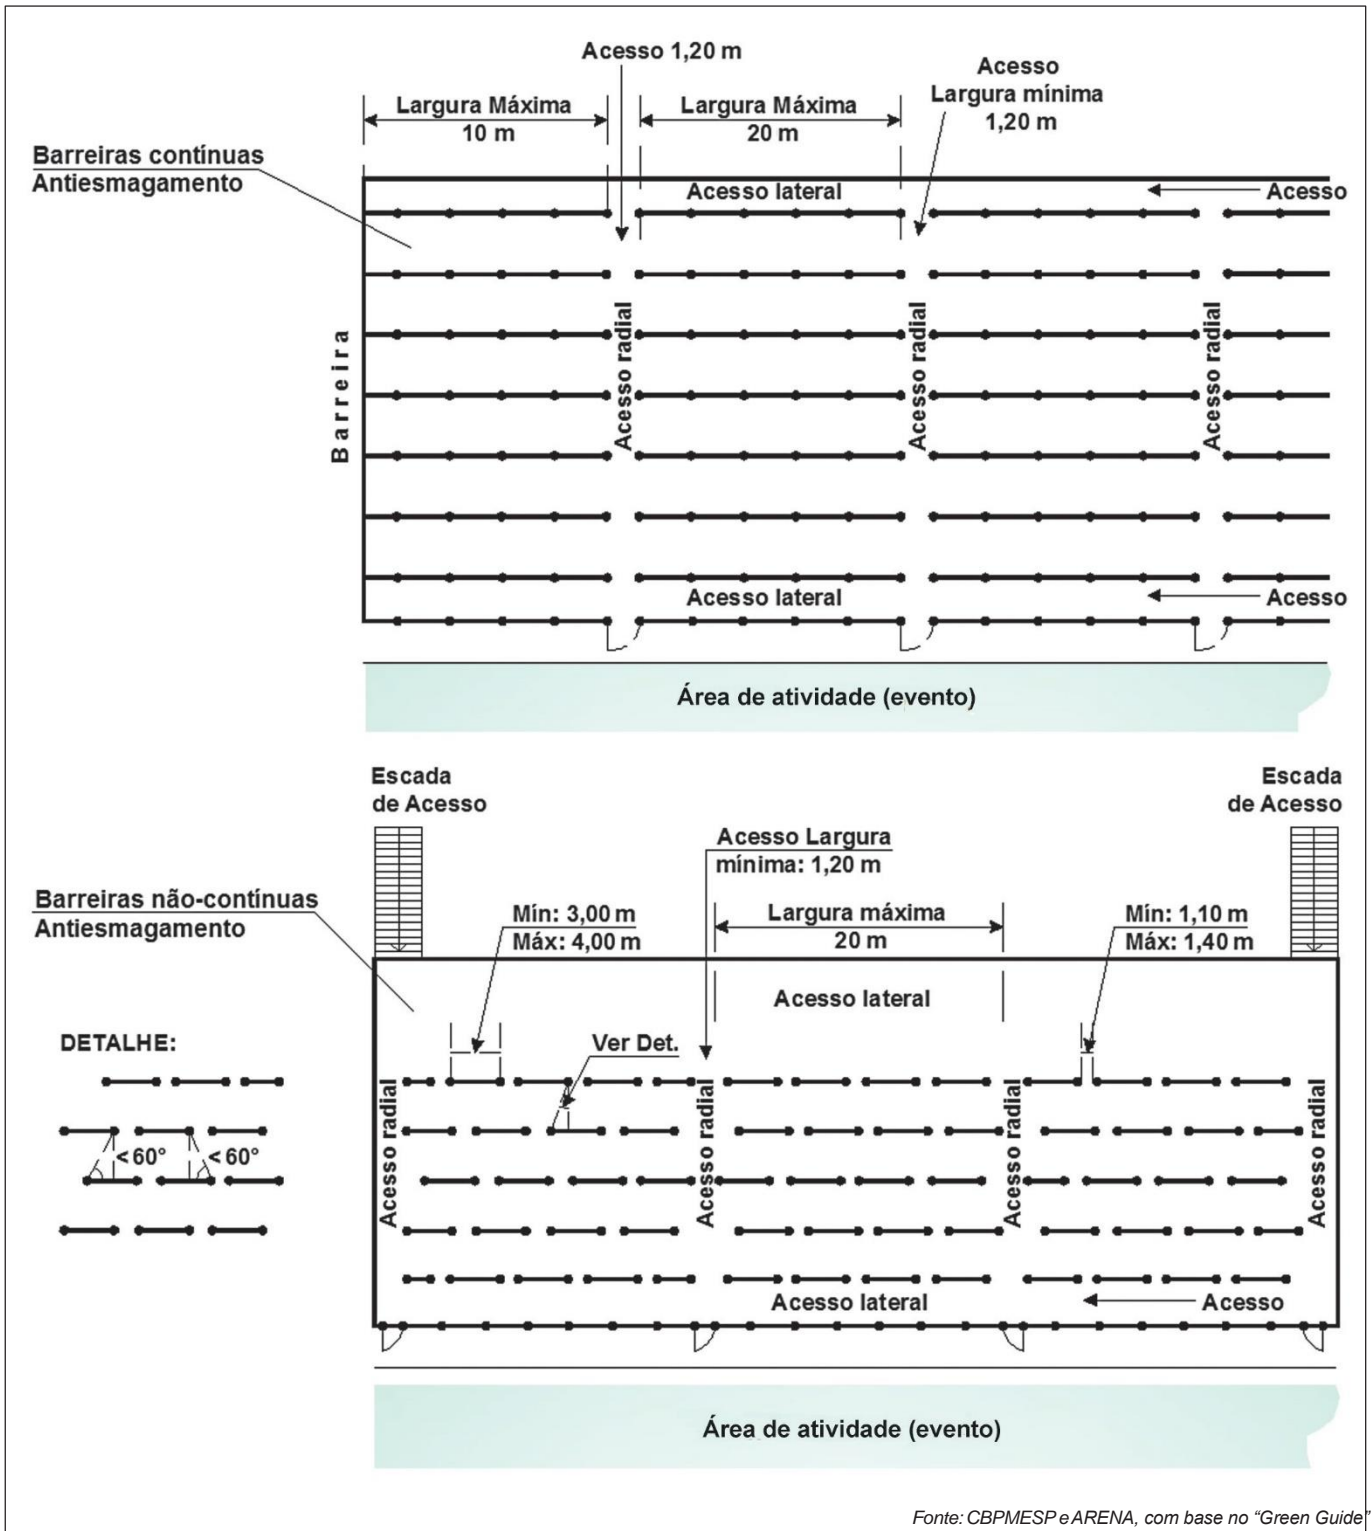 Acesso 1,20 m
Acesso
Largura mínima
1,20 m
Largura Máxima
10 m
Largura Máxima
20 m
Barreiras contínuas
Antiesmagamento
Acesso lateral
Acesso
Barreira
Acesso radial
Acesso radial
Acesso radial
Acesso lateral
Acesso
Área de atividade (evento)
Escada
de Acesso
Escada
de Acesso
Acesso Largura
mínima: 1,20 m
Barreiras não-contínuas
Antiesmagamento
Mín: 3,00 m
Máx: 4,00 m
Largura máxima
20 m
Mín: 1,10 m
Máx: 1,40 m
Acesso lateral
DETALHE:
Ver Det.
< 60°
< 60°
Acesso radial
Acesso radial
Acesso radial
Acesso radial
Acesso lateral
Acesso
Área de atividade (evento)
Fonte: CBPMESP e ARENA, com base no “Green Guide”